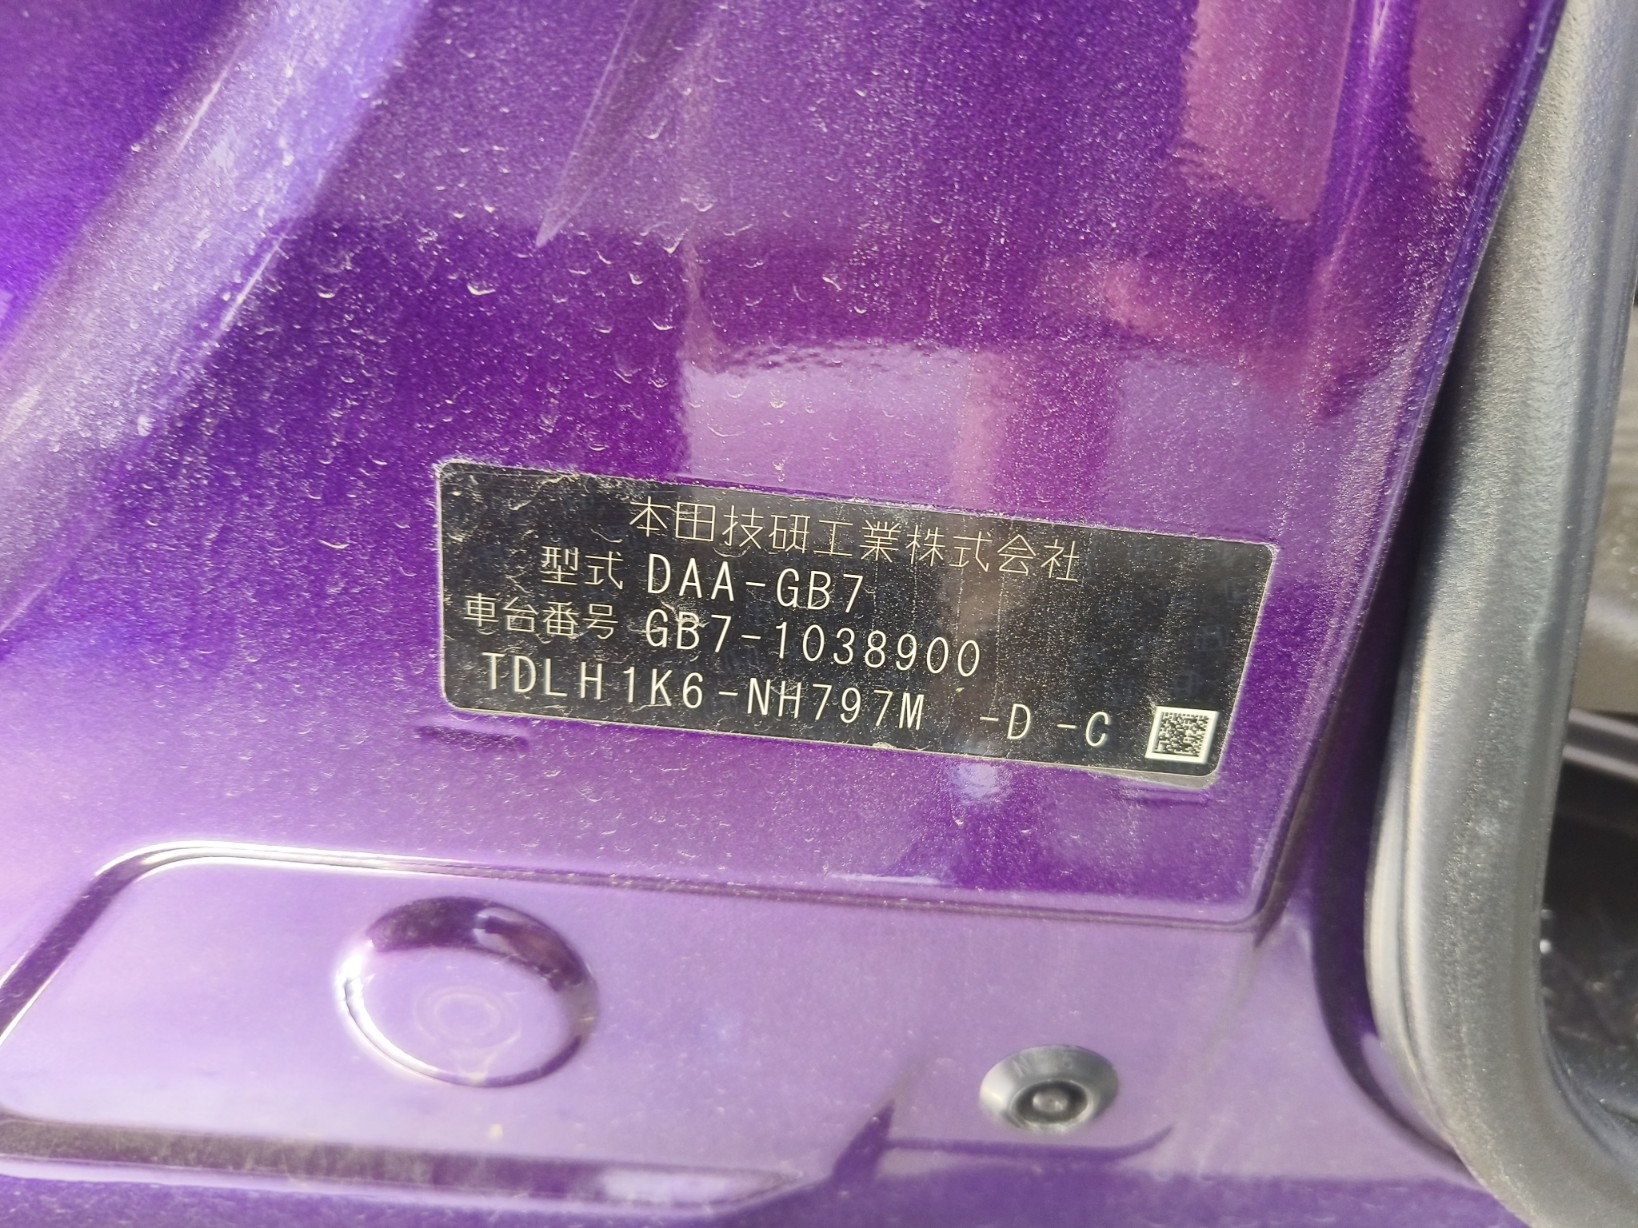 本田技研工業株式会社
型式 DAA-GB7
車台番号 GB7-1038900
TDLH1K6-NH797M -D -C